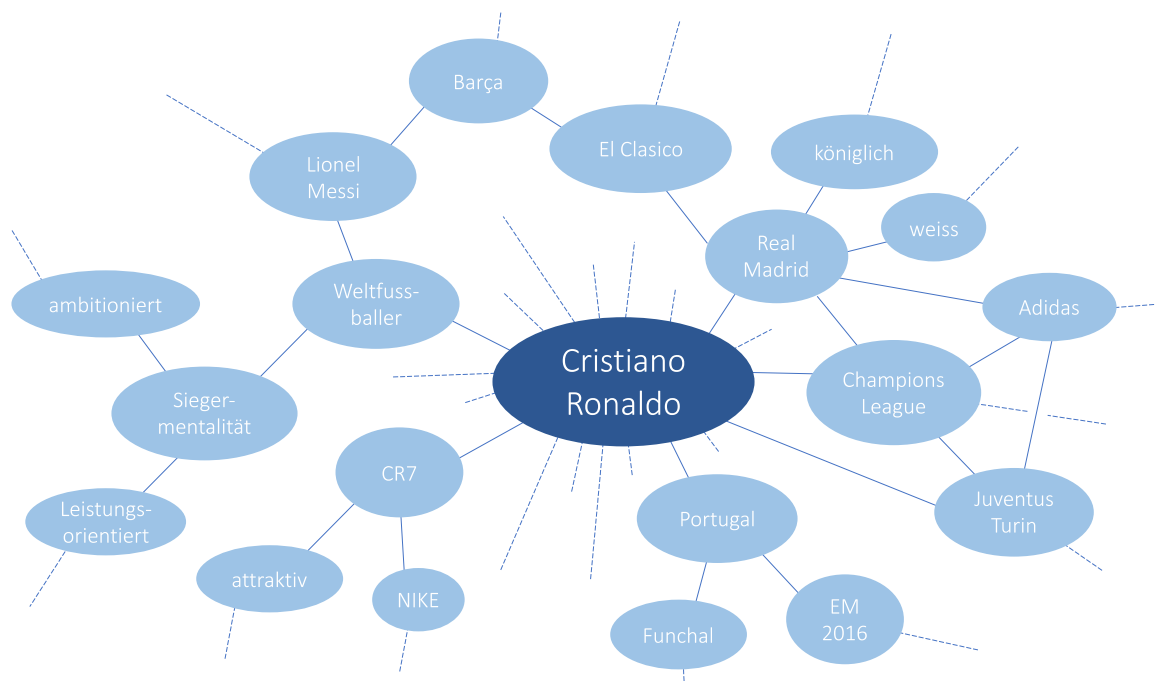 Barça
El Clasico
königlich
Lionel
Messi
weiss
Real
Madrid
ambitioniert
Weltfuss-
baller
Adidas
Cristiano
Ronaldo
Champions
League
Sieger-
mentalität
CR7
Leistungs-
orientiert
Portugal
Juventus
Turin
attraktiv
NIKE
EM
2016
Funchal